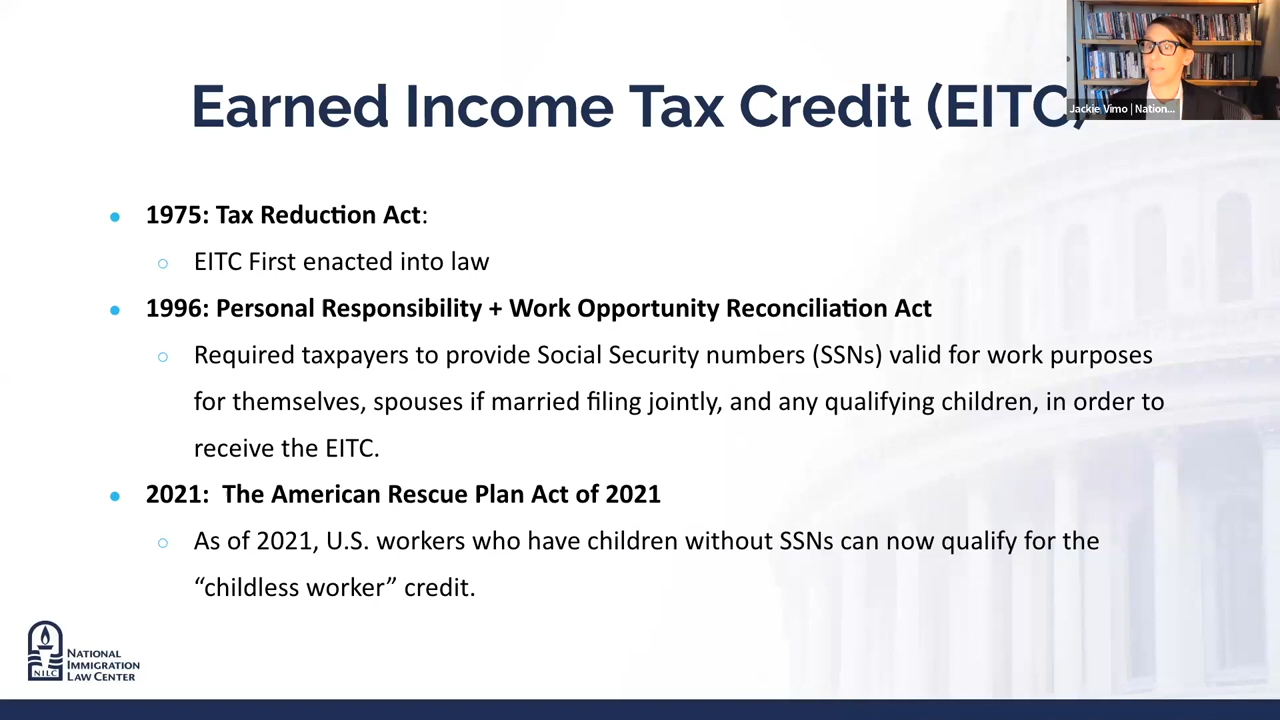 Earned Income Tax Credit (EITC)
Jackie Vimo | Nation...
● 1975: Tax Reduction Act:
○ EITC First enacted into law
● 1996: Personal Responsibility + Work Opportunity Reconciliation Act
○ Required taxpayers to provide Social Security numbers (SSNs) valid for work purposes
for themselves, spouses if married filing jointly, and any qualifying children, in order to
receive the EITC.
● 2021: The American Rescue Plan Act of 2021
○ As of 2021, U.S. workers who have children without SSNs can now qualify for the
“childless worker” credit.
NILC
NATIONAL
IMMIGRATION
LAW CENTER